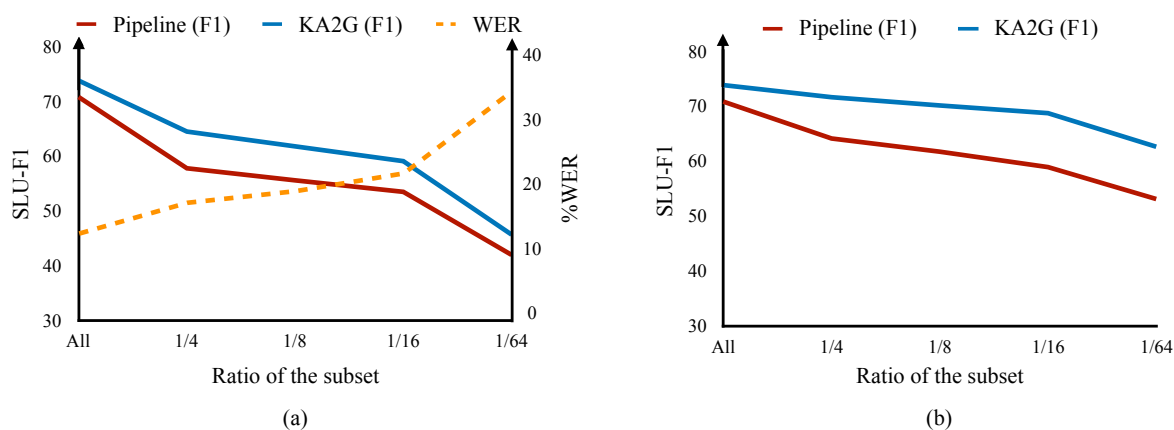 Pipeline (F1) KA2G (F1) WER
80
70
60
50
40
30
SLU-F1
40
30
20
10
0
%WER
All 1/4 1/8 1/16 1/64
Ratio of the subset
(a)
Pipeline (F1) KA2G (F1)
80
70
60
50
40
30
SLU-F1
All 1/4 1/8 1/16 1/64
Ratio of the subset
(b)